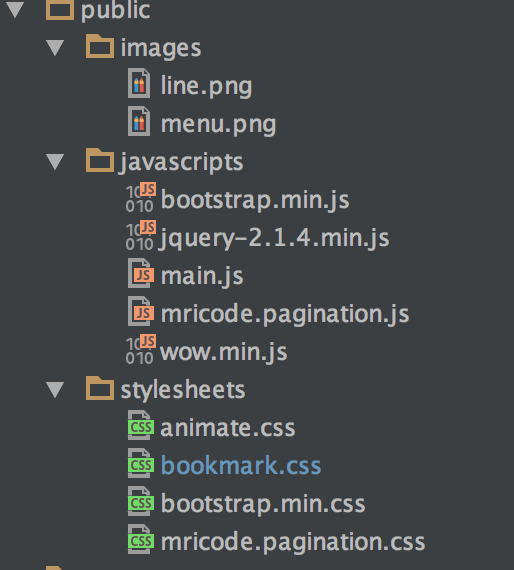 public
images
line.png
menu.png
javascripts
bootstrap.min.js
jquery-2.1.4.min.js
main.js
mricode.pagination.js
wow.min.js
stylesheets
animate.css
bookmark.css
bootstrap.min.css
mricode.pagination.css